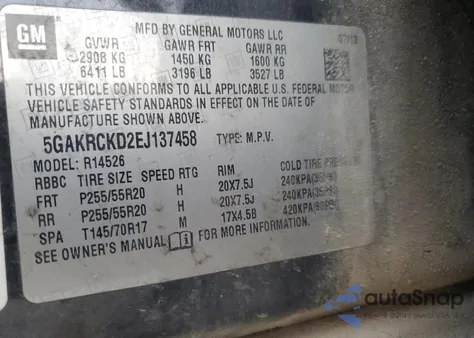 GM
MFD BY GENERAL MOTORS LLC
GVWR GAWR FRT GAWR RR
2908 KG 1450 KG 1600 KG
6411 LB 3196 LB 3527 LB
THIS VEHICLE CONFORMS TO ALL APPLICABLE U.S. FEDERAL MOTOR
VEHICLE SAFETY STANDARDS IN EFFECT ON THE DATE OF
MANUFACTURE SHOWN ABOVE.
5GAKRCKD2EJ137458 TYPE: M.P.V.
MODEL: R14526
RBBC TIRE SIZE SPEED RTG RIM COLD TIRE
FRT P255/55R20 H 20X7.5J 240KPA
RR P255/55R20 H 20X7.5J 240KPA
SPA T145/70R17 M 17X4.5B 420KPA
SEE OWNER'S MANUAL FOR MORE INFORMATION.
autoSnap